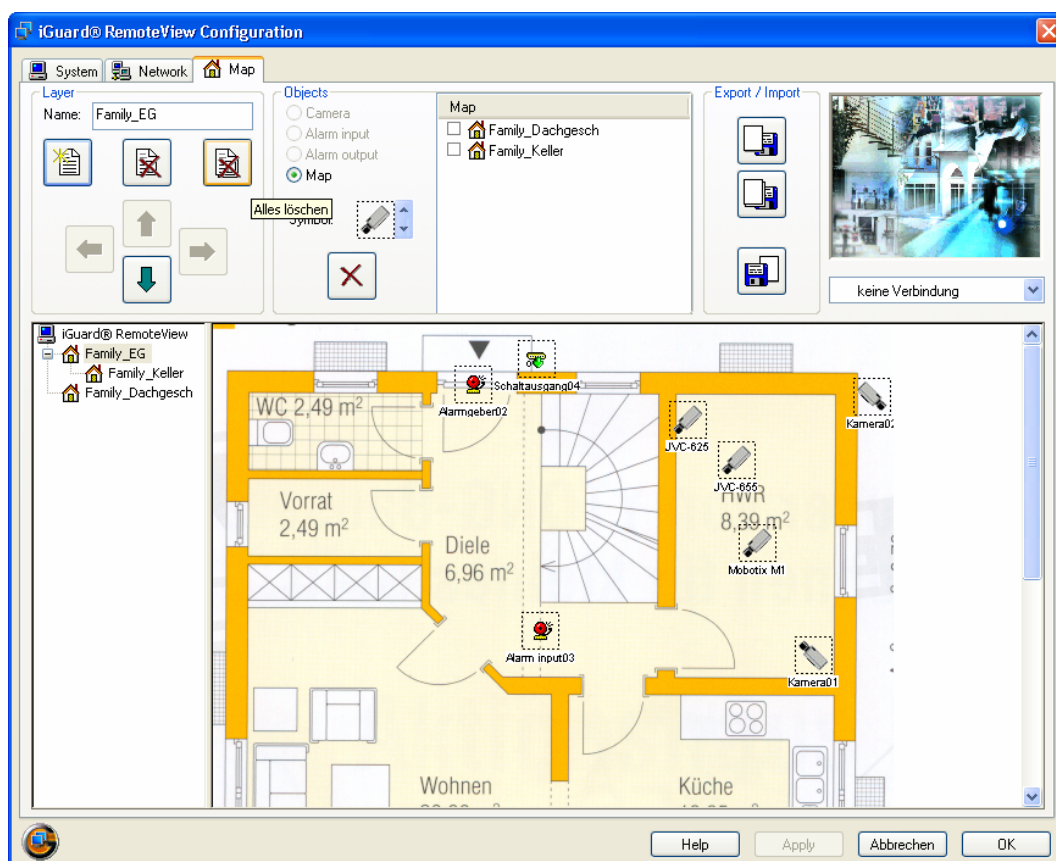 iGuard® RemoteView Configuration
System
Network
Map
Layer
Name: Family_EG
Objects
Camera
Alarm input
Alarm output
Map
Alles löschen
Symbol:
Map
Family_Dachgesch
Family_Keller
Export / Import
keine Verbindung
iGuard® RemoteView
Family_EG
Family_Keller
Family_Dachgesch
Schaltausgang04
Alarmgeber02
WC 2,49 m²
Kamera02
JVC-625
JVC-655
HWR
8,39 m²
Vorrat
2,49 m²
Diele
6,96 m²
Mobotix M1
Alarm input03
Kamera01
Wohnen
Küche
Help
Apply
Abbrechen
OK